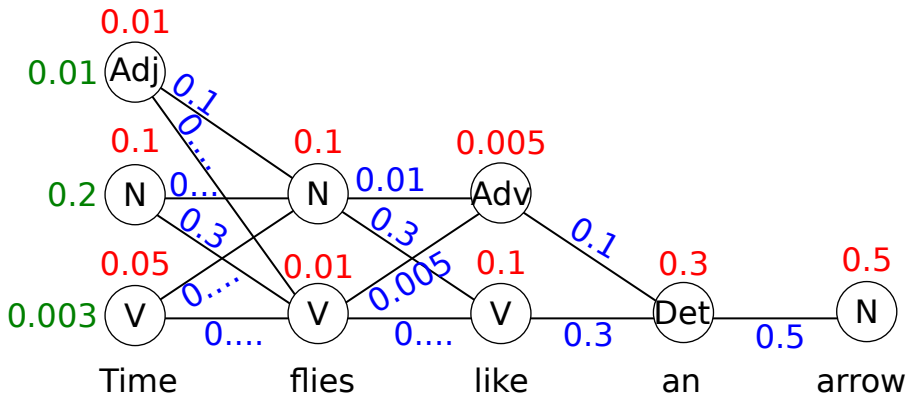 0.01
0.01 Adj
0.1
0....
0.1 0.1 0.005
0.2 N 0... N 0.01 Adv
0.3 0.3 0.1
0.05 0.01 0.1 0.3 0.5
0.003 V 0.... V 0.005 V Det N
0.... 0.... 0.3 0.5
Time flies like an arrow